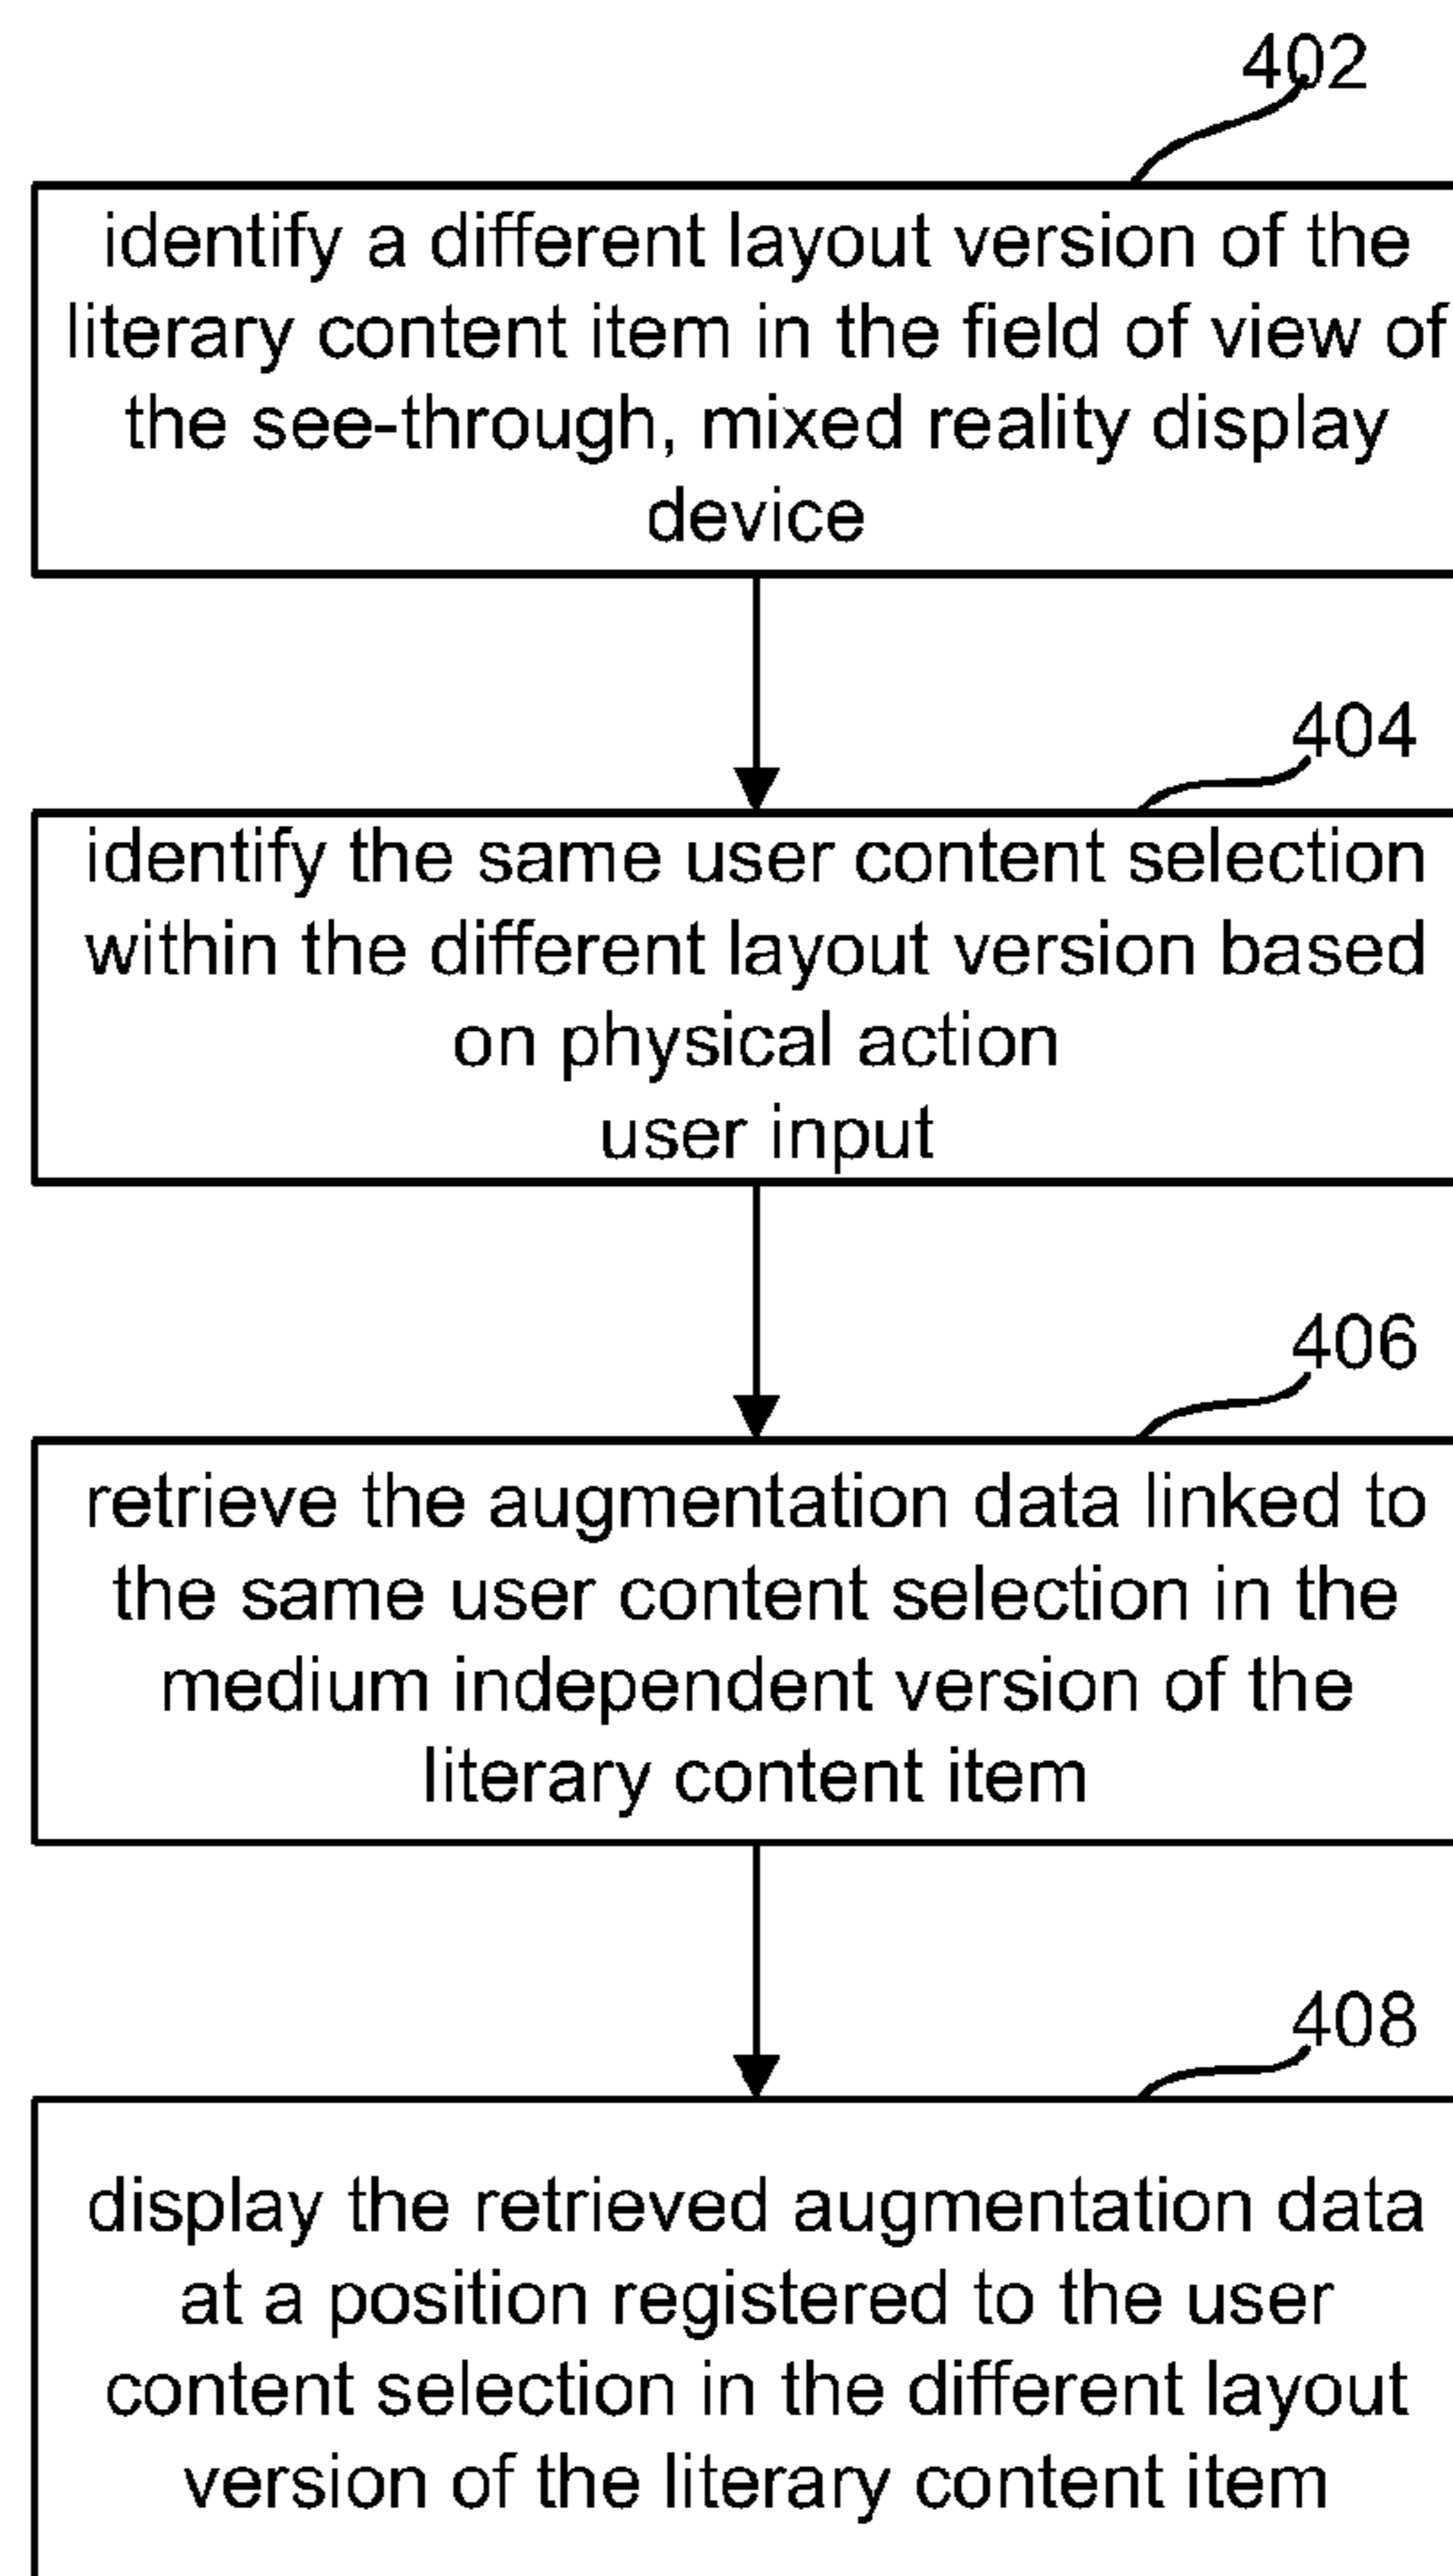 402
identify a different layout version of the
literary content item in the field of view of
the see-through, mixed reality display
device
404
identify the same user content selection
within the different layout version based
on physical action
user input
406
retrieve the augmentation data linked to
the same user content selection in the
medium independent version of the
literary content item
408
display the retrieved augmentation data
at a position registered to the user
content selection in the different layout
version of the literary content item